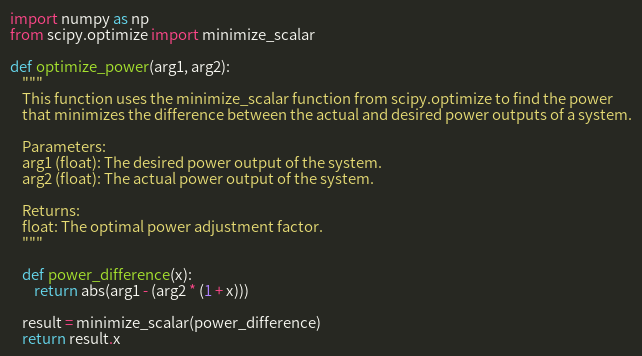 import numpy as np
from scipy.optimize import minimize_scalar

def optimize_power(arg1, arg2):
    """
    This function uses the minimize_scalar function from scipy.optimize to find the power
    that minimizes the difference between the actual and desired power outputs of a system.

    Parameters:
    arg1 (float): The desired power output of the system.
    arg2 (float): The actual power output of the system.

    Returns:
    float: The optimal power adjustment factor.
    """

    def power_difference(x):
        return abs(arg1 - (arg2 * (1 + x)))

    result = minimize_scalar(power_difference)
    return result.x